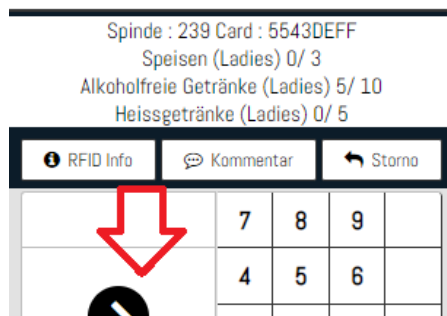 Spinde : 239 Card : 5543DEFF
Speisen (Ladies) 0/ 3
Alkoholfreie Getränke (Ladies) 5/ 10
Heissgetränke (Ladies) 0/ 5
RFID Info Kommentar Storno
7 8 9
4 5 6